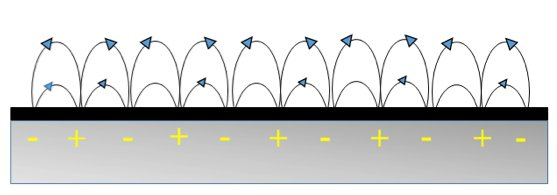 - + - + - + - + - + -